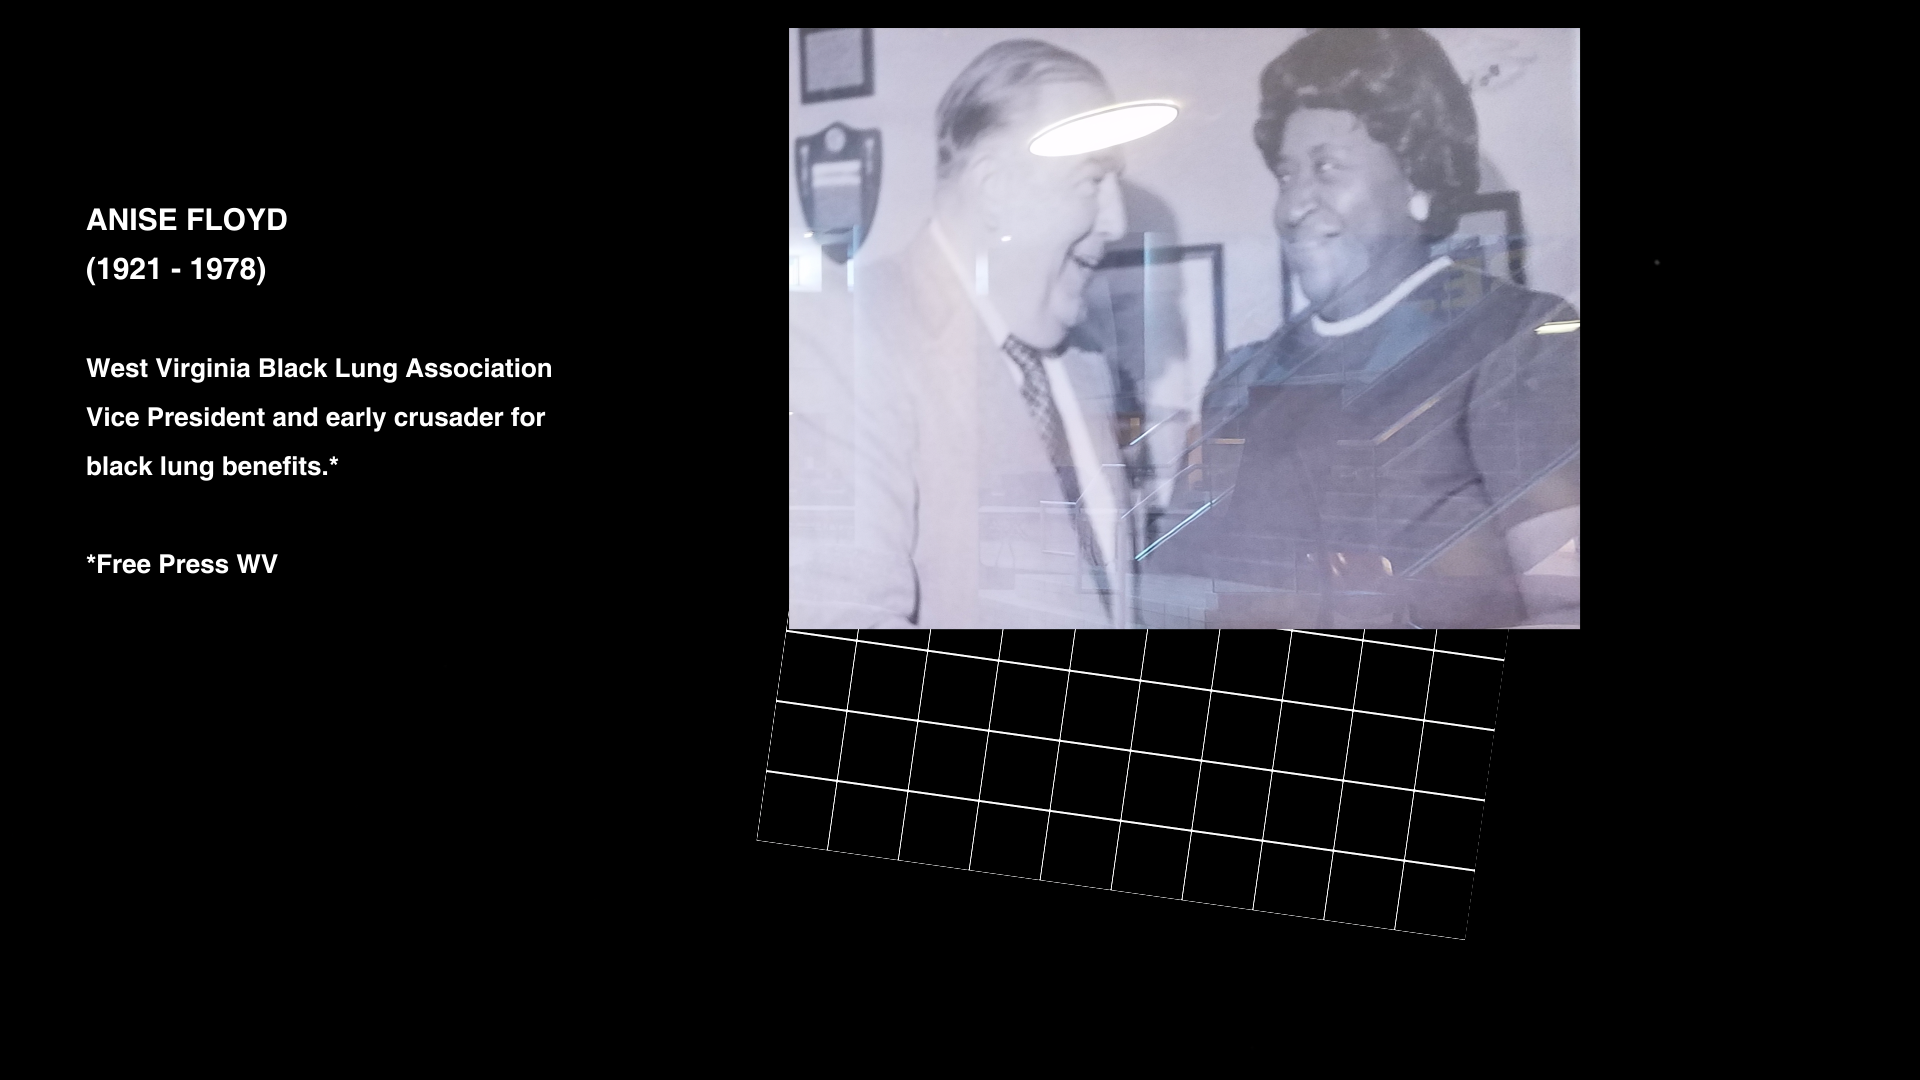 ANISE FLOYD
(1921 - 1978)
West Virginia Black Lung Association
Vice President and early crusader for
black lung benefits.*
*Free Press WV